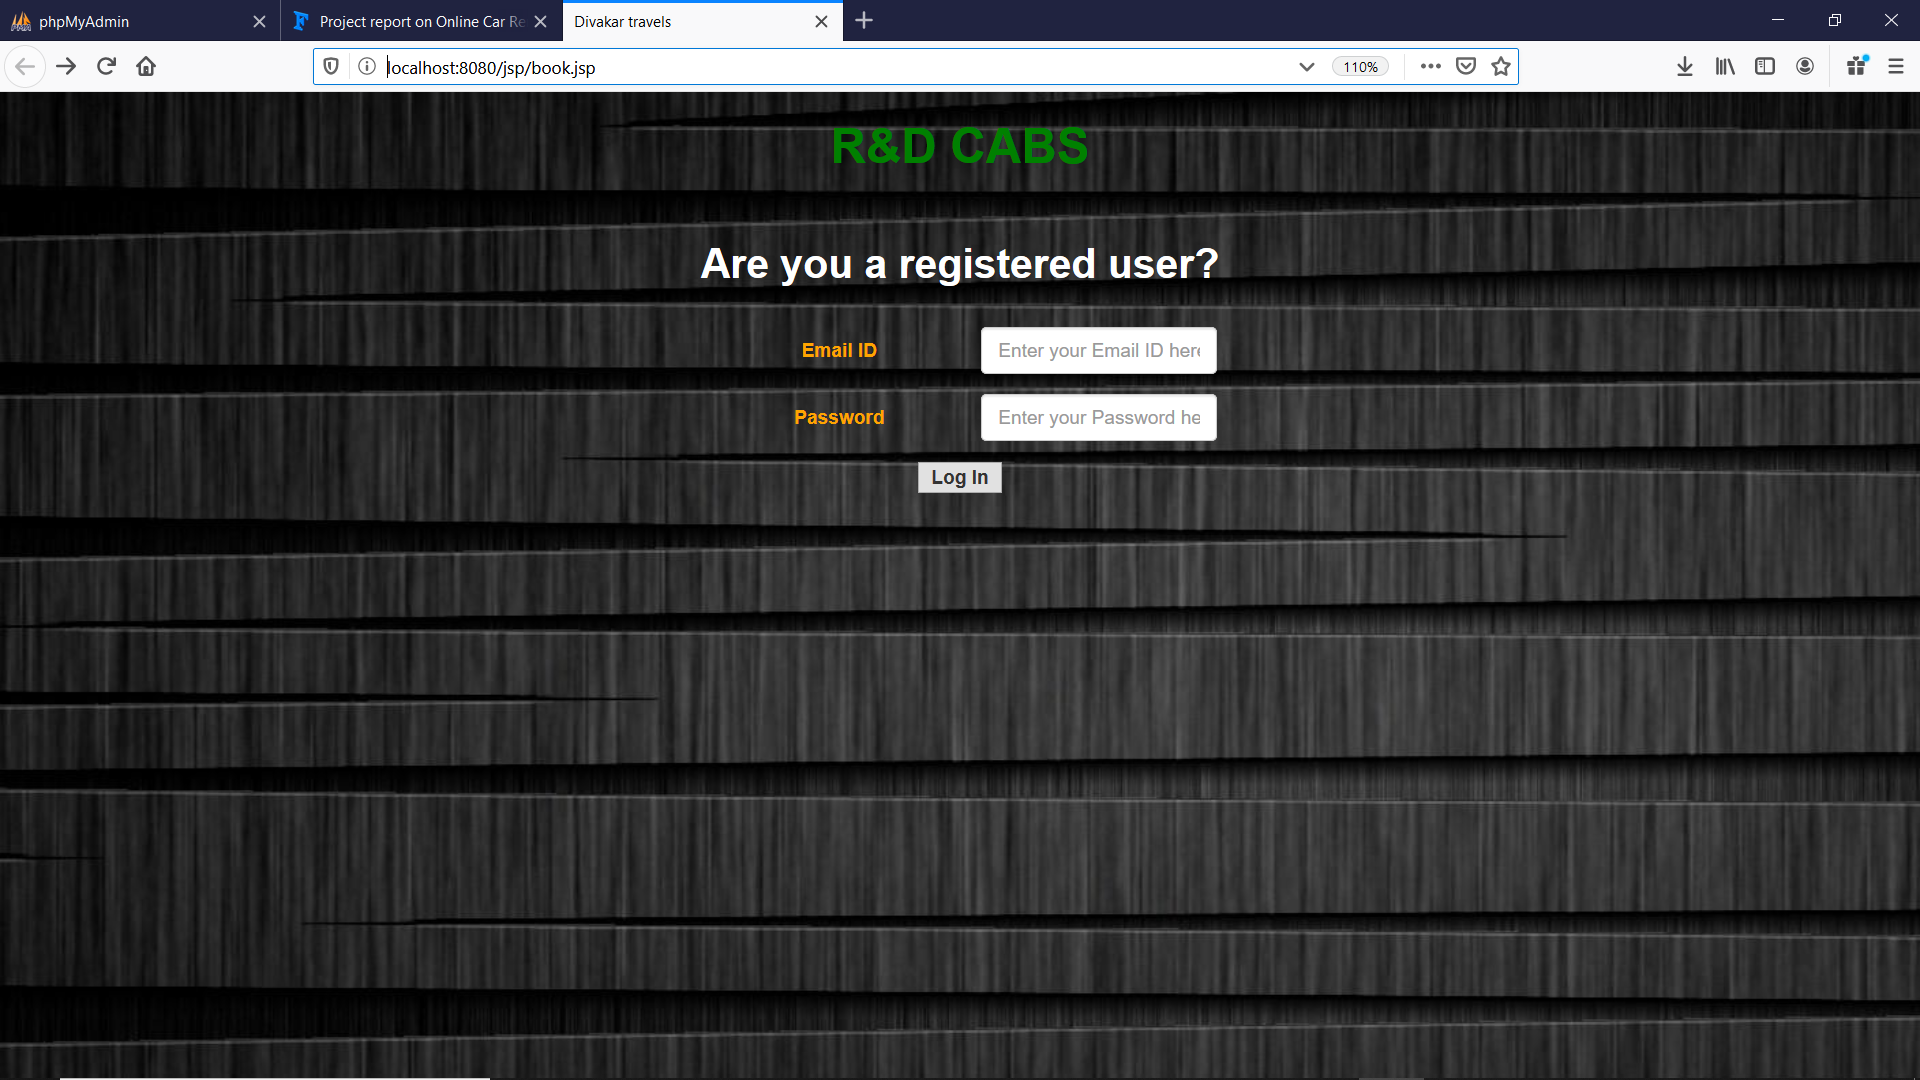 phpMyAdmin
Project report on Online Car Re
Divakar travels
localhost:8080/jsp/book.jsp
110%
R&D CABS
Are you a registered user?
Email ID
Enter your Email ID here
Password
Enter your Password he
Log In